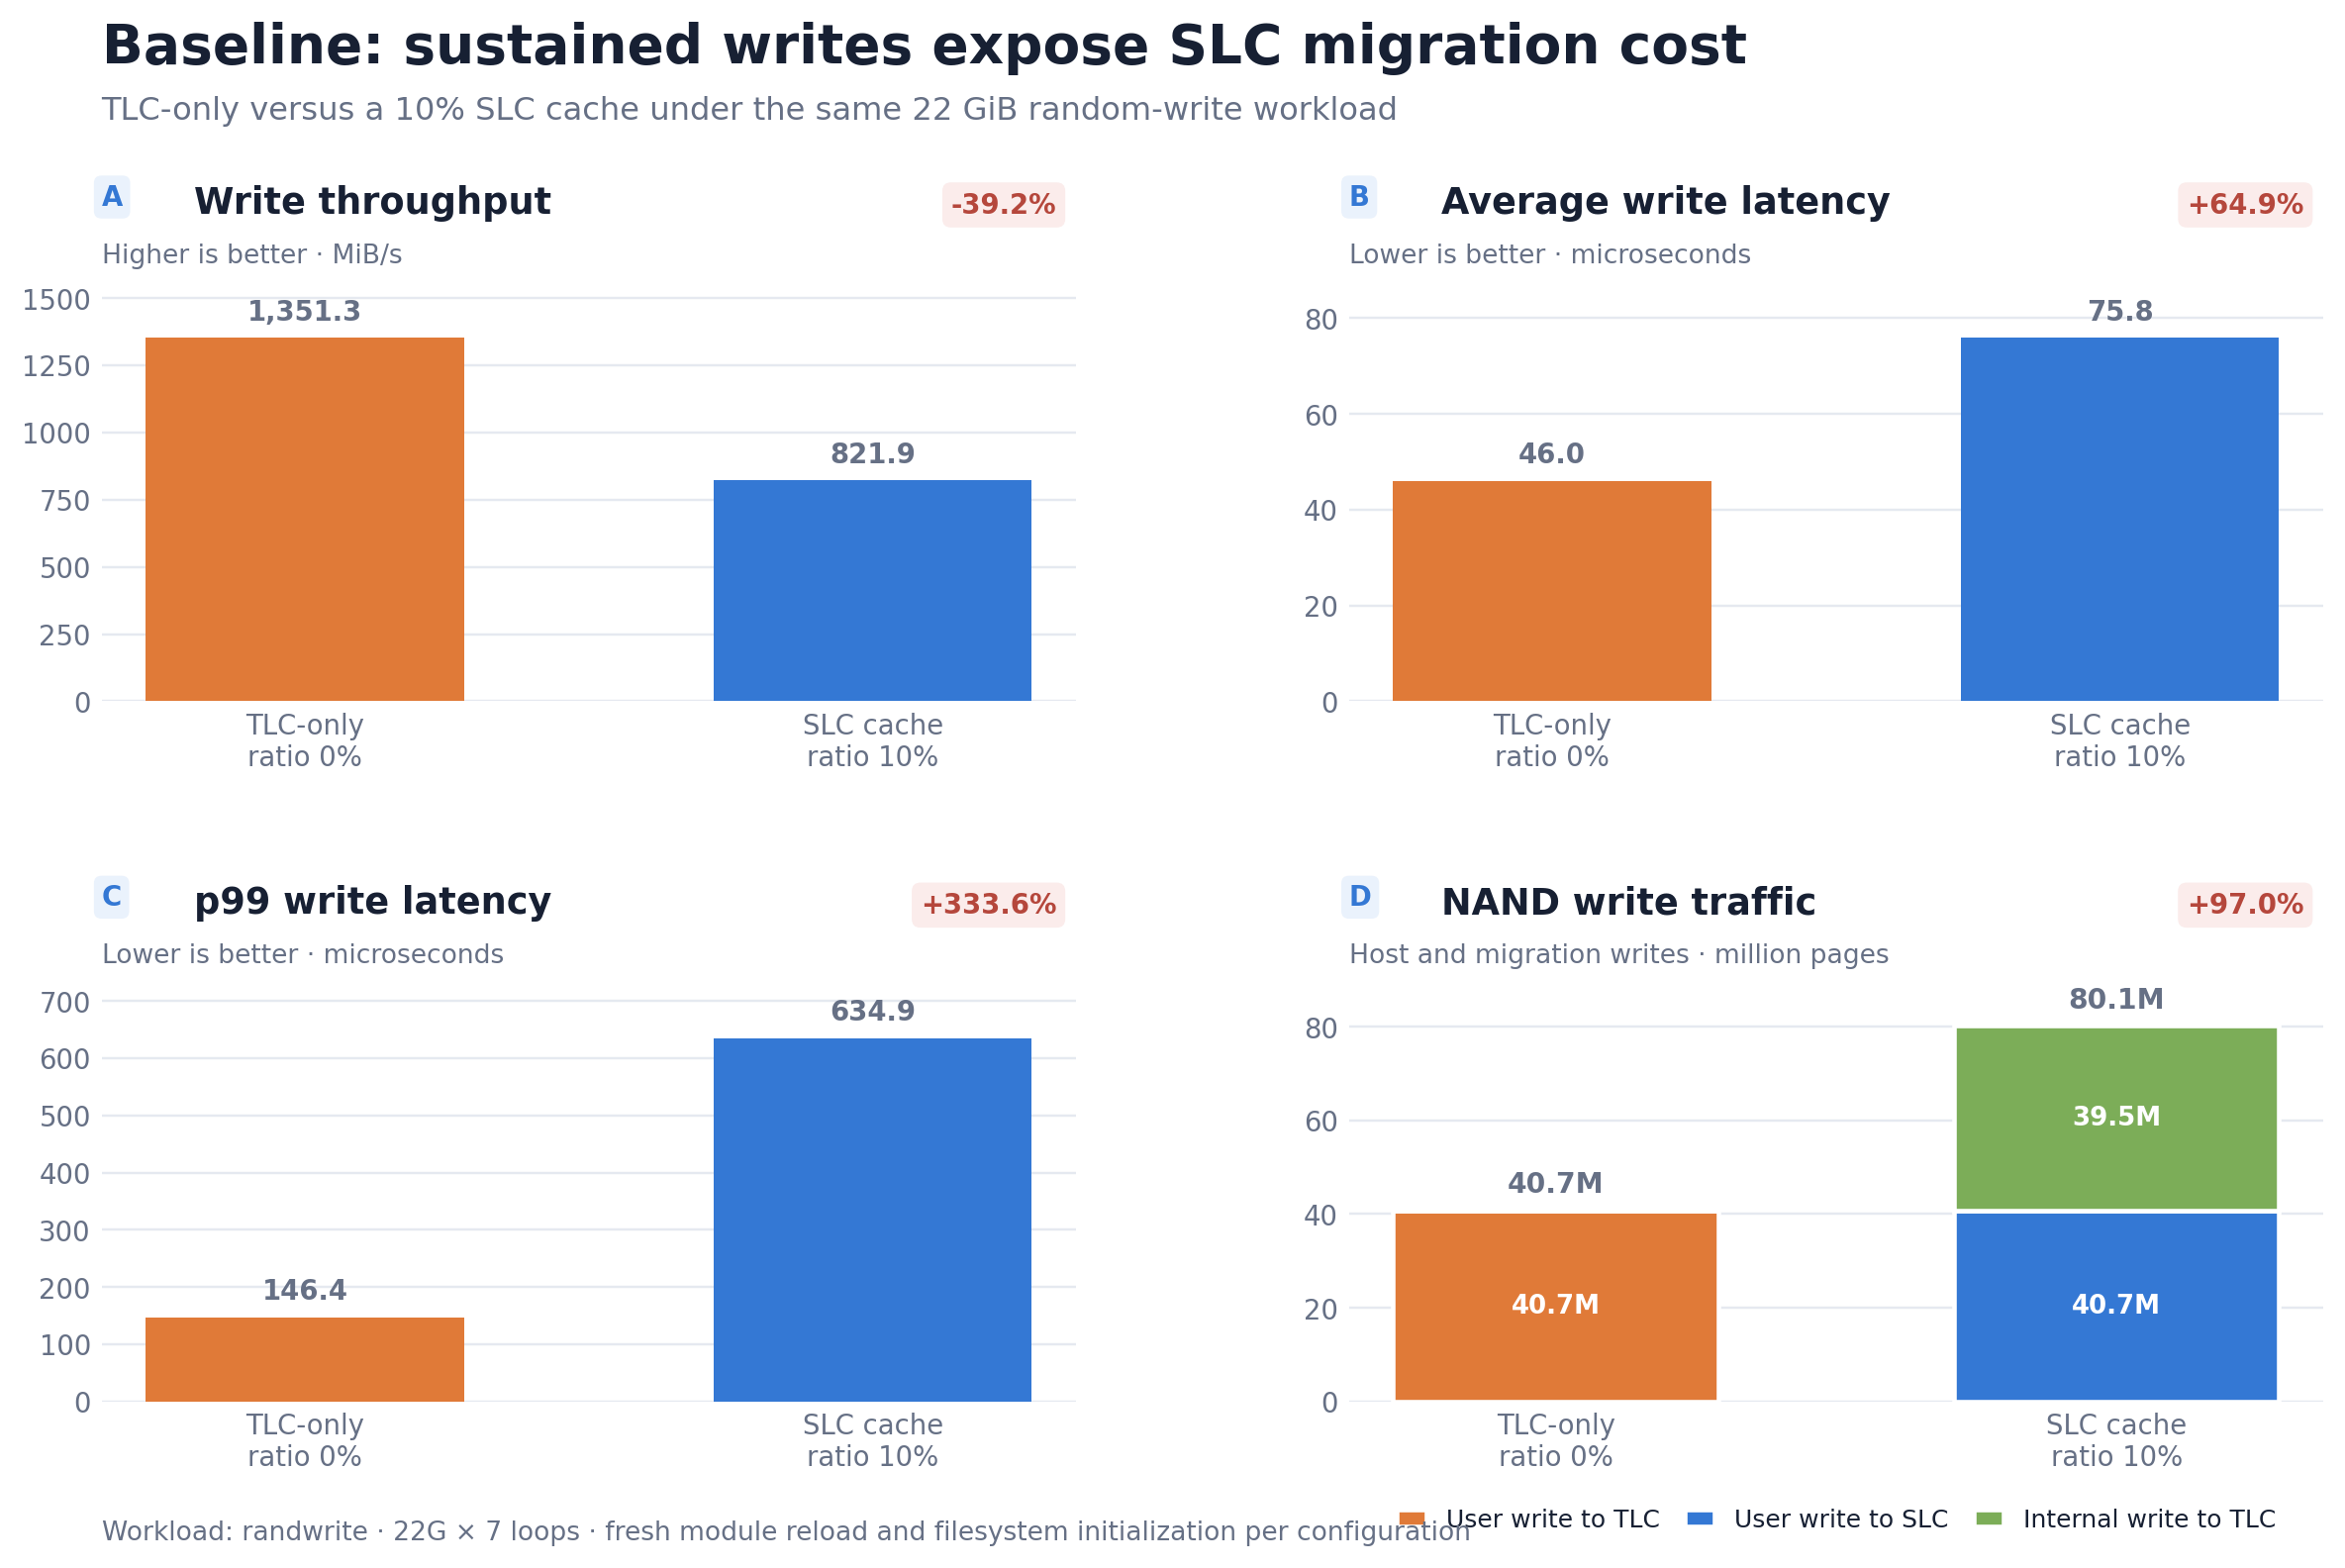 Baseline: sustained writes expose SLC migration cost
TLC-only versus a 10% SLC cache under the same 22 GiB random-write workload
A Write throughput -39.2%
Higher is better · MiB/s
1500
1250
1000
750
500
250
0
1,351.3
821.9
TLC-only
ratio 0%
SLC cache
ratio 10%
B Average write latency +64.9%
Lower is better · microseconds
80
60
40
20
0
46.0
75.8
TLC-only
ratio 0%
SLC cache
ratio 10%
C p99 write latency +333.6%
Lower is better · microseconds
700
600
500
400
300
200
100
0
146.4
634.9
TLC-only
ratio 0%
SLC cache
ratio 10%
D NAND write traffic +97.0%
Host and migration writes · million pages
80
60
40
20
0
40.7M
40.7M
80.1M
39.5M
40.7M
TLC-only
ratio 0%
SLC cache
ratio 10%
User write to TLC User write to SLC Internal write to TLC
Workload: randwrite · 22G × 7 loops · fresh module reload and filesystem initialization per configuration